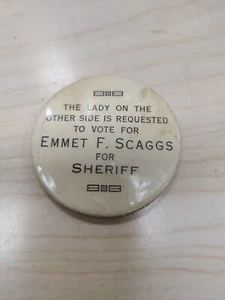 THE LADY ON THE
OTHER SIDE IS REQUESTED
TO VOTE FOR
EMMET F. SCAGGS
FOR
SHERIFF